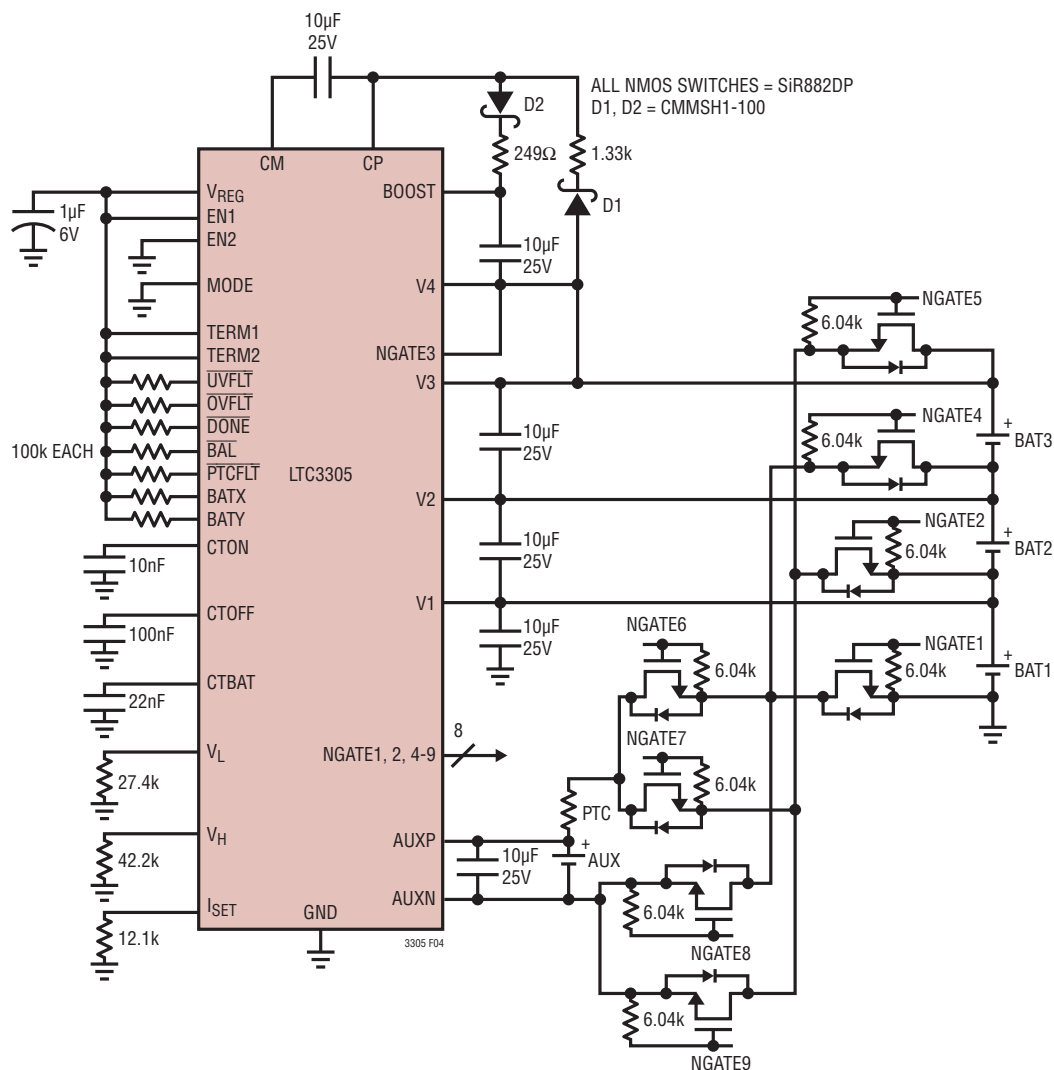 10µF
25V
ALL NMOS SWITCHES = SiR882DP
D1, D2 = CMMSH1-100
D2
249Ω
1.33k
CM
CP
D1
1µF
6V
VREG
EN1
EN2
MODE
TERM1
TERM2
UVFLT
OVFLT
DONE
BAL
PTCFLT
BATX
BATY
100k EACH
LTC3305
CTON
10nF
CTOFF
100nF
CTBAT
22nF
VL
27.4k
VH
42.2k
ISET
12.1k
GND
BOOST
10µF
25V
V4
NGATE3
V3
10µF
25V
V2
10µF
25V
V1
10µF
25V
NGATE1, 2, 4-9
8
AUXP
10µF
25V
AUXN
3305 F04
NGATE5
6.04k
NGATE4
6.04k
+
BAT3
NGATE2
6.04k
BAT2
NGATE6
6.04k
NGATE1
6.04k
+
BAT1
NGATE7
6.04k
PTC
+
AUX
6.04k
NGATE8
6.04k
NGATE9